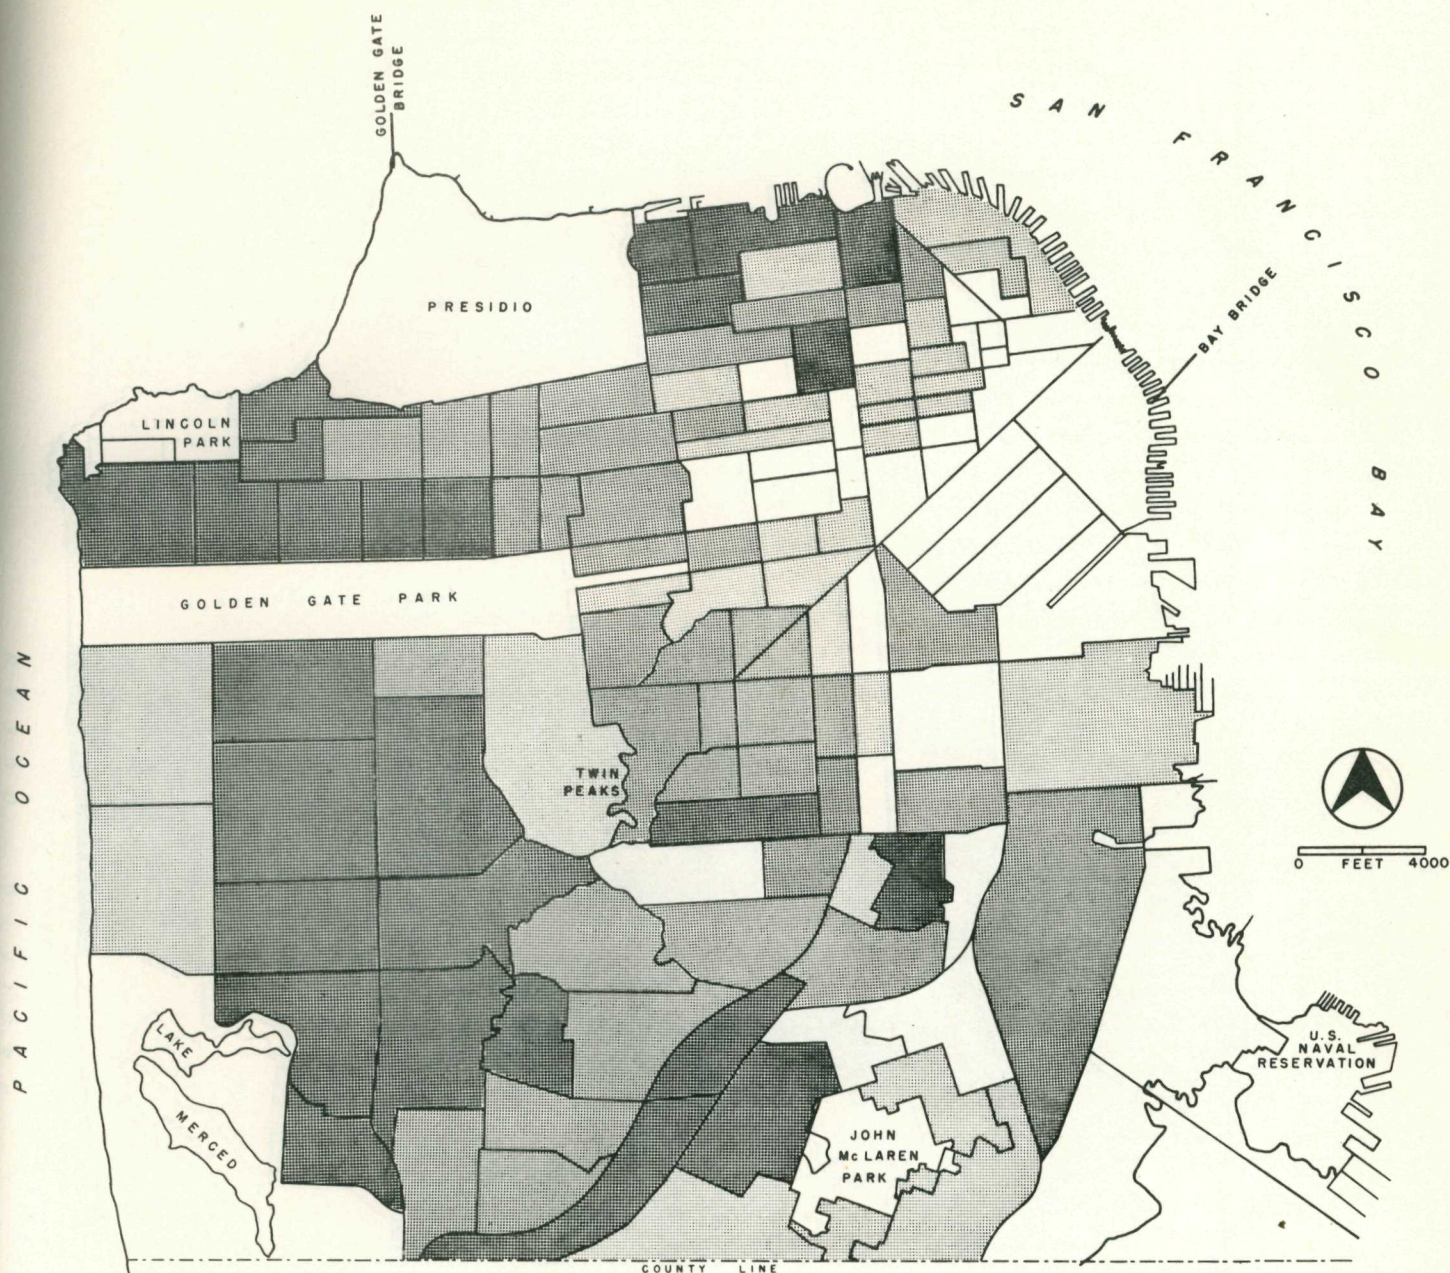 GOLDEN GATE
BRIDGE
SAN FRANCISCO BAY
PRESIDIO
BAY BRIDGE
LINCOLN
PARK
GOLDEN GATE PARK
PACIFIC OCEAN
TWIN
PEAKS
0 FEET 4000
LAKE
MERCED
U.S.
NAVAL
RESERVATION
JOHN
McLAREN
PARK
COUNTY LINE